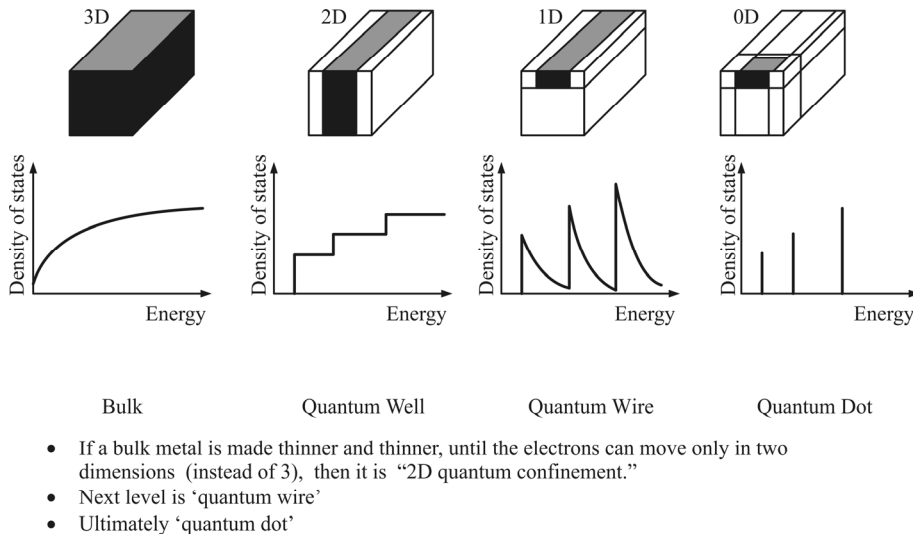 3D
2D
1D
0D
Density of states
Energy
Density of states
Energy
Density of states
Energy
Density of states
Energy
Bulk
Quantum Well
Quantum Wire
Quantum Dot
• If a bulk metal is made thinner and thinner, until the electrons can move only in two
dimensions (instead of 3), then it is “2D quantum confinement.”
• Next level is ‘quantum wire’
• Ultimately ‘quantum dot’